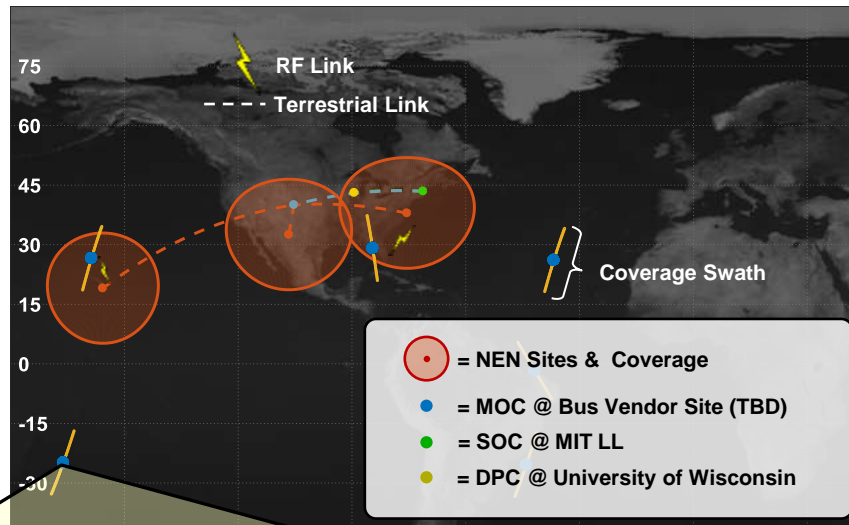 75
RF Link
Terrestrial Link
60
45
30
Coverage Swath
15
0
= NEN Sites & Coverage
= MOC @ Bus Vendor Site (TBD)
-15
= SOC @ MIT LL
= DPC @ University of Wisconsin
-30